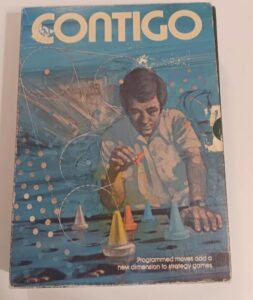 CONTIGO
Programmed moves add a
new dimension to strategy games